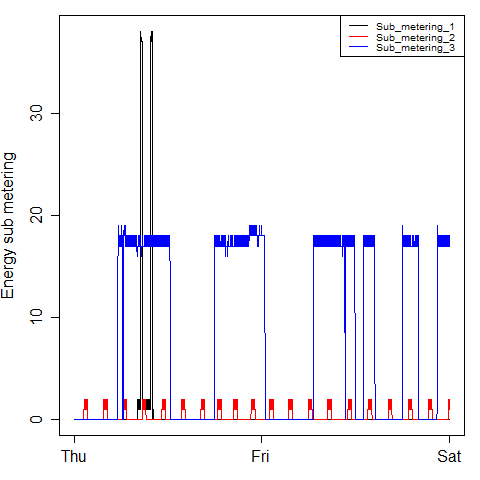 Sub_metering_1
Sub_metering_2
Sub_metering_3
Energy sub metering
30
20
10
0
Thu Fri Sat